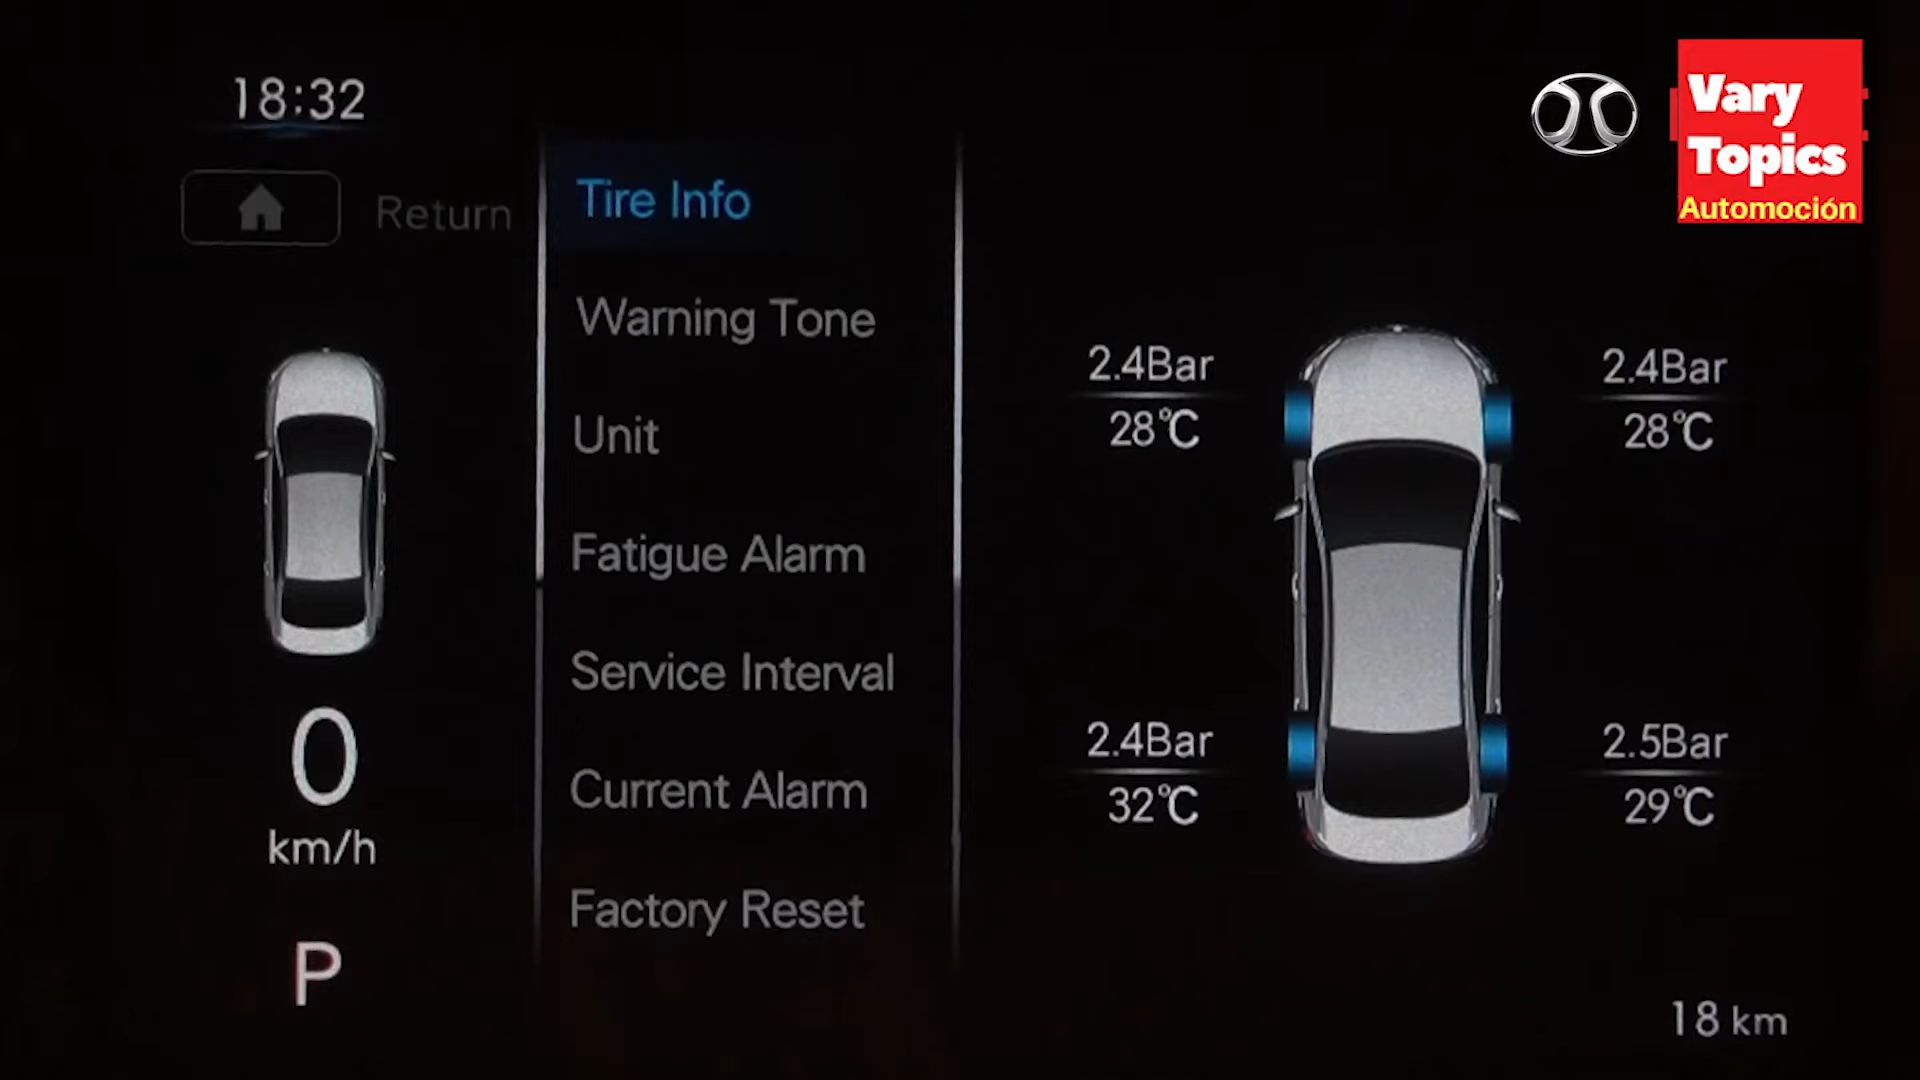 18:32
Return
Tire Info
Warning Tone
Unit
Fatigue Alarm
Service Interval
Current Alarm
Factory Reset
0
km/h
P
2.4Bar
28℃
2.4Bar
28℃
2.4Bar
32℃
2.5Bar
29℃
18 km
Vary
Topics
Automoción